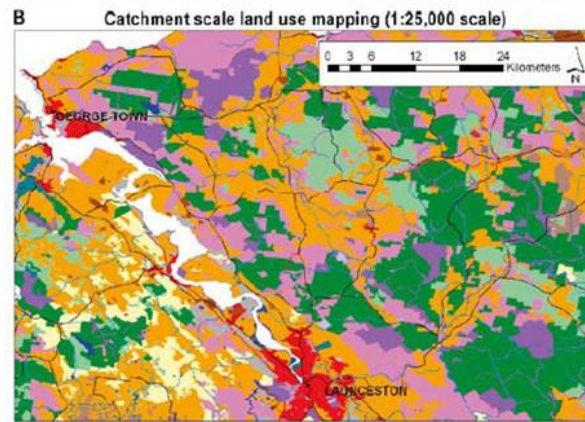 B
Catchment scale land use mapping (1:25,000 scale)
0 3 6 12 18 24
Kilometers
N
GEORGE TOWN
LAUNCESTON